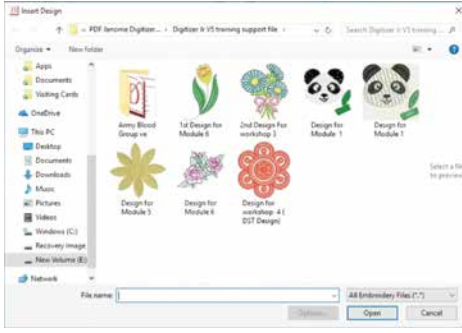 Insert Design
« PDF Janome Digitizer... › Digitizer Jr V5 training support file ›
Search Digitizer Jr V5 training ...
Organize
New folder
Apps
Documents
Visiting Cards
OneDrive
This PC
Desktop
Documents
Downloads
Music
Pictures
Videos
Windows (C:)
Recovery Image
New Volume (E:)
Network
Army Blood
Group ve
1st Design for
Module 6
2nd Design For
workshop 3
Design for
Module 1
Design for
Module 1
Design for
Module 5
Design for
Module 6
Design for
workshop 4 (
DST Design)
Select a file
to preview
File name:
All Embroidery Files (*.*)
Options...
Open
Cancel